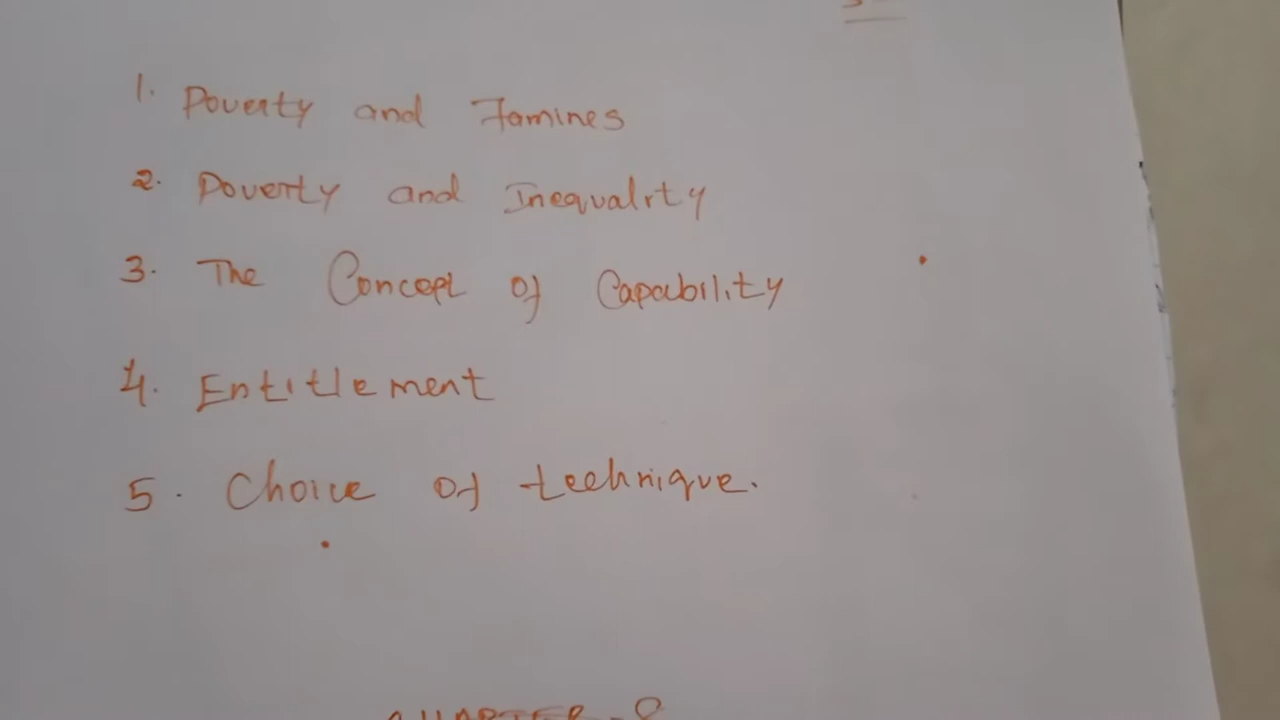 1. Poverty and Famines
2. Poverty and Inequality
3. The Concept of Capability
4. Entitlement
5. Choice of technique.
CHAPTER